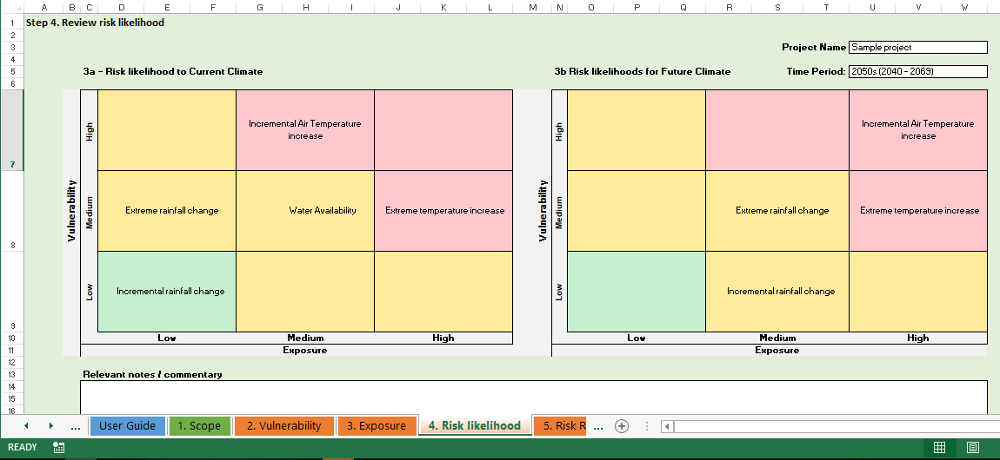 A B C D E F G H I J K L M N O P Q R S T U V W
1 Step 4. Review risk likelihood
2
3 Project Name Sample project
4
5 3a - Risk likelihood to Current Climate 3b Risk likelihoods for Future Climate Time Period: 2050s (2040 - 2069)
6
Vulnerability
High
Incremental Air Temperature
increase
7
Medium
Extreme rainfall change
Water Availability
Extreme temperature increase
8
Low
Incremental rainfall change
9
10 Low Medium High
11 Exposure
Vulnerability
High
Incremental Air Temperature
increase
Medium
Extreme rainfall change
Extreme temperature increase
Low
Incremental rainfall change
Low Medium High
Exposure
12
13 Relevant notes / commentary
14
15
16
... User Guide 1. Scope 2. Vulnerability 3. Exposure 4. Risk likelihood 5. Risk R ...
READY